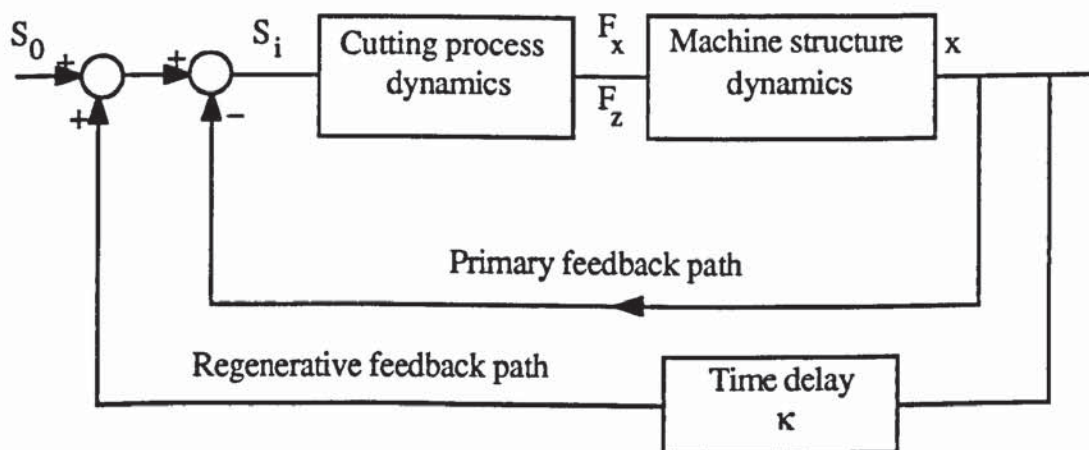 S0
+
+
+
−
Si
Cutting process
dynamics
Fx
Fz
Machine structure
dynamics
x
Primary feedback path
Regenerative feedback path
Time delay
κ